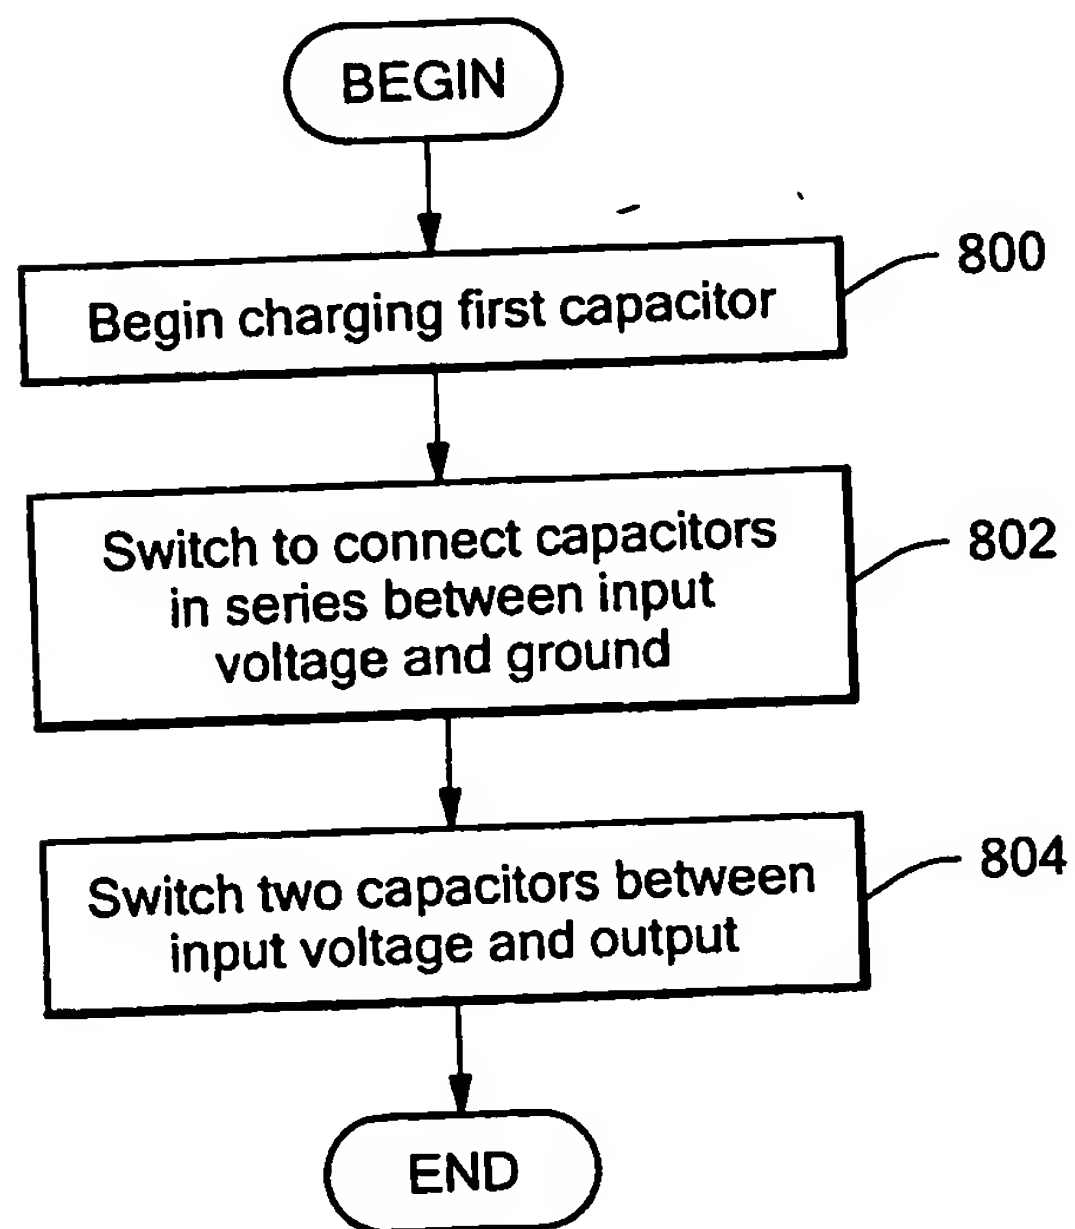 BEGIN
800
Begin charging first capacitor
802
Switch to connect capacitors
in series between input
voltage and ground
804
Switch two capacitors between
input voltage and output
END